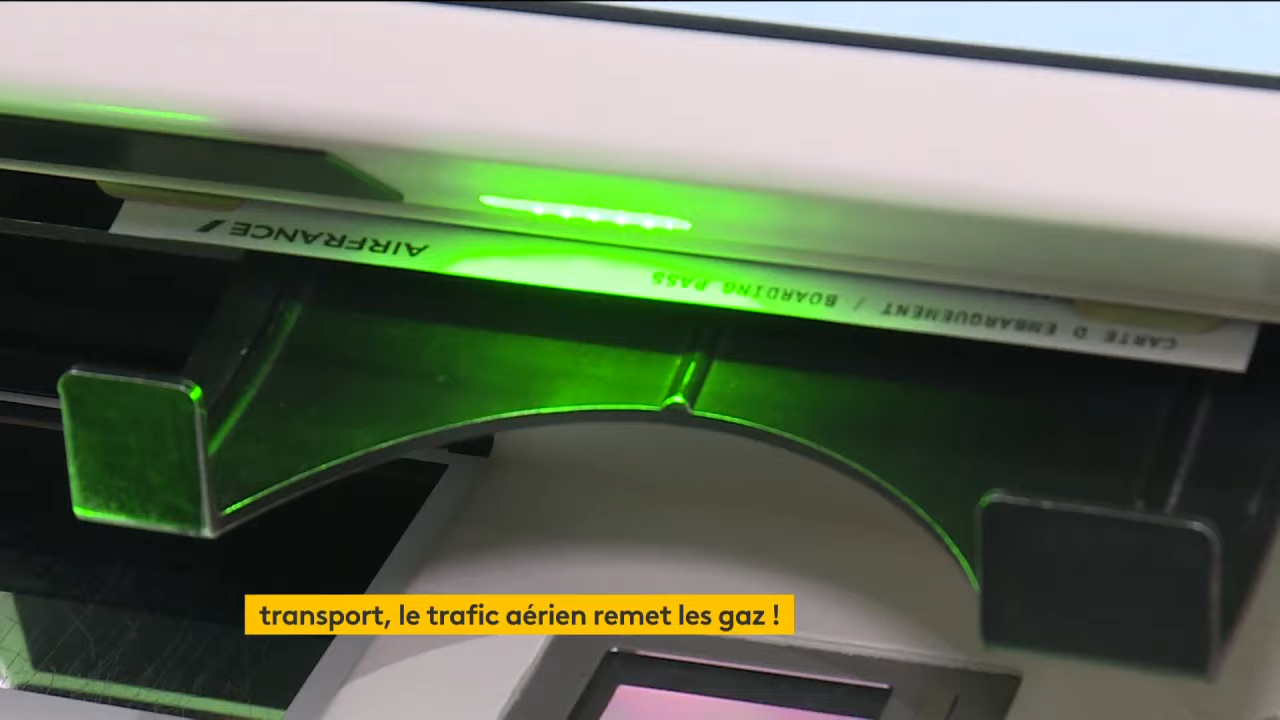 AIRFRANCE /
CARTE D EMBARQUEMENT / BOARDING PASS
transport, le trafic aérien remet les gaz !